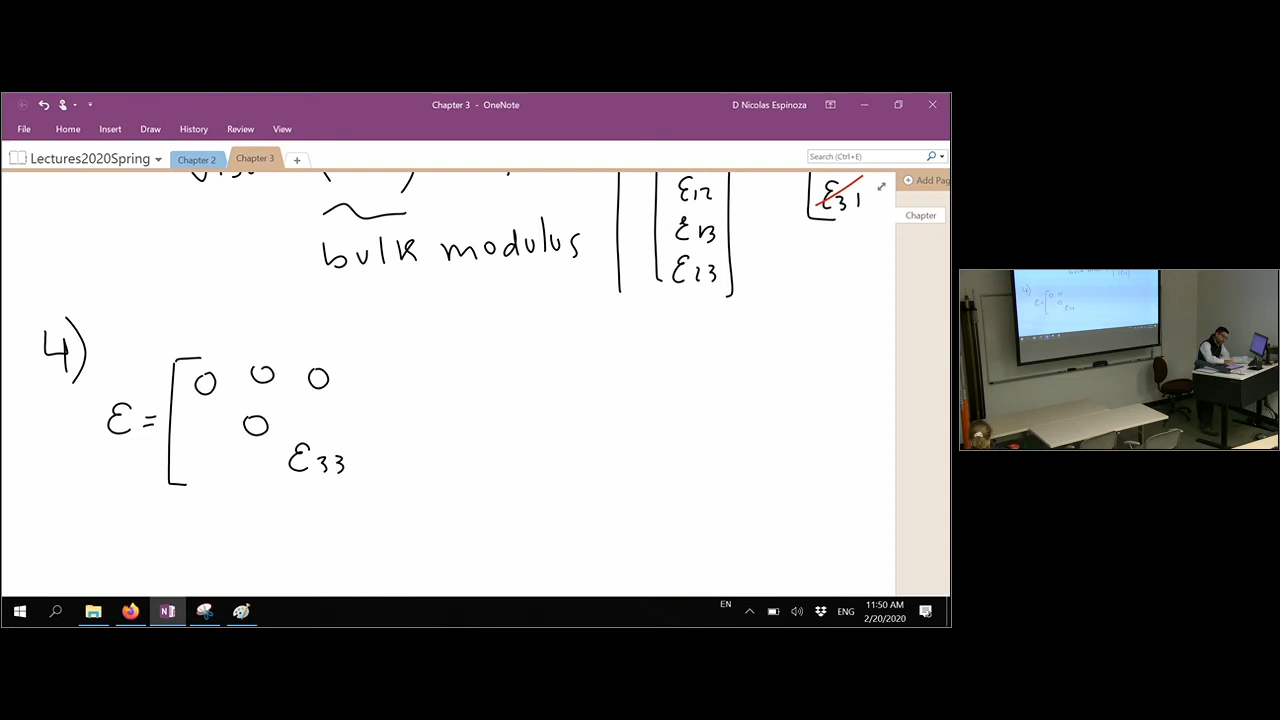 Chapter 3 - OneNote
D Nicolas Espinoza
File Home Insert Draw History Review View
Lectures2020Spring
Chapter 2
Chapter 3
Search (Ctrl+E)
Add Pag
Chapter
ε12
ε31
ε13
bulk modulus
ε23
4)
0 0 0
ε = 0
ε33
EN
ENG
11:50 AM
2/20/2020